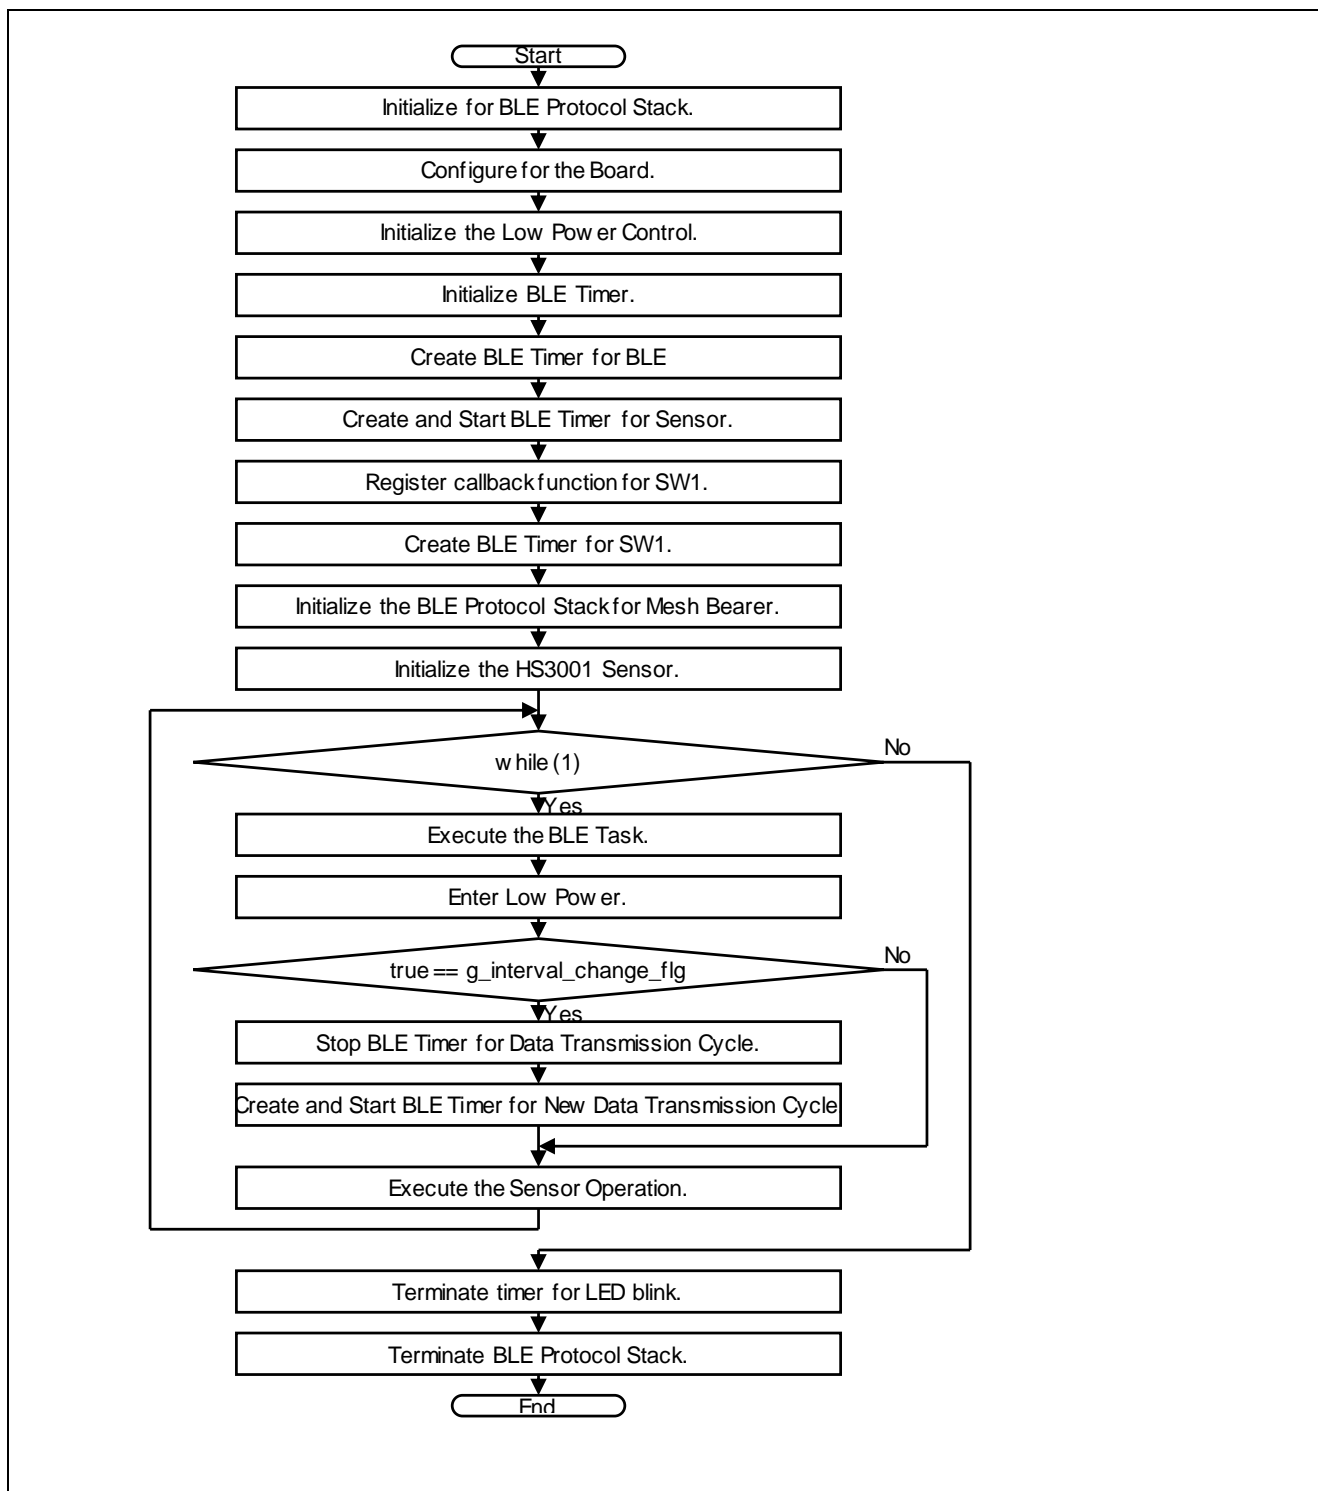 Start
Initialize for BLE Protocol Stack.
Configure for the Board.
Initialize the Low Power Control.
Initialize BLE Timer.
Create BLE Timer for BLE
Create and Start BLE Timer for Sensor.
Register callback function for SW1.
Create BLE Timer for SW1.
Initialize the BLE Protocol Stack for Mesh Bearer.
Initialize the HS3001 Sensor.
while (1)
No
Yes
Execute the BLE Task.
Enter Low Power.
true == g_interval_change_flg
No
Yes
Stop BLE Timer for Data Transmission Cycle.
Create and Start BLE Timer for New Data Transmission Cycle
Execute the Sensor Operation.
Terminate timer for LED blink.
Terminate BLE Protocol Stack.
End